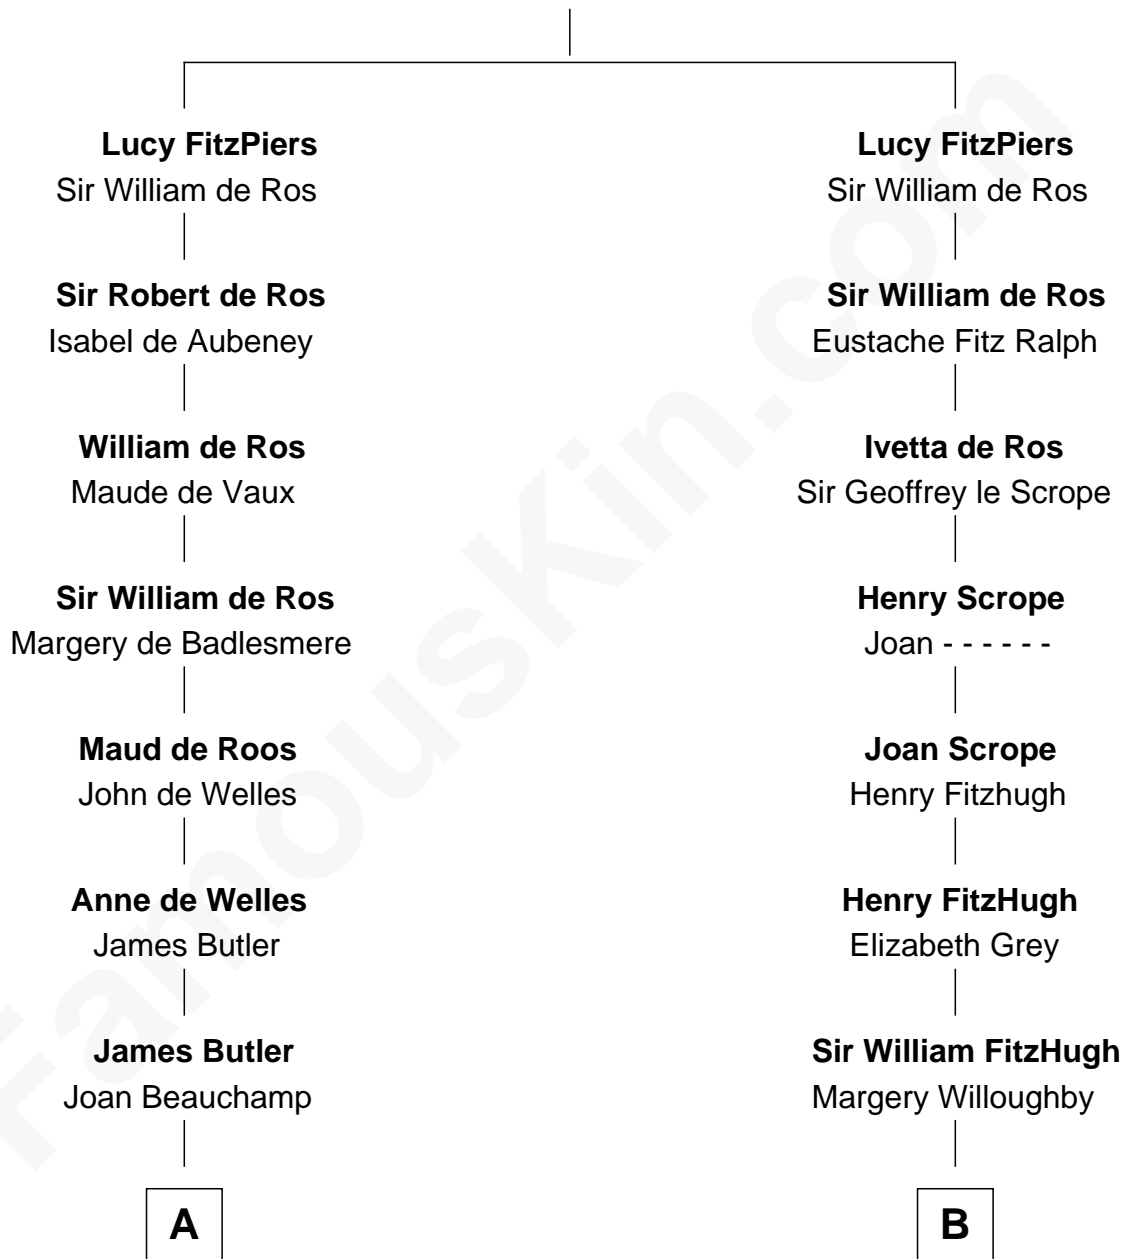 Lucy FitzPiers
Sir William de Ros
Sir Robert de Ros
Isabel de Aubeney
William de Ros
Maude de Vaux
Sir William de Ros
Margery de Badlesmere
Maud de Roos
John de Welles
Anne de Welles
James Butler
James Butler
Joan Beauchamp
A
Lucy FitzPiers
Sir William de Ros
Sir William de Ros
Eustache Fitz Ralph
Ivetta de Ros
Sir Geoffrey le Scrope
Henry Scrope
Joan - - - - - -
Joan Scrope
Henry Fitzhugh
Henry FitzHugh
Elizabeth Grey
Sir William FitzHugh
Margery Willoughby
B
FamousKin.com